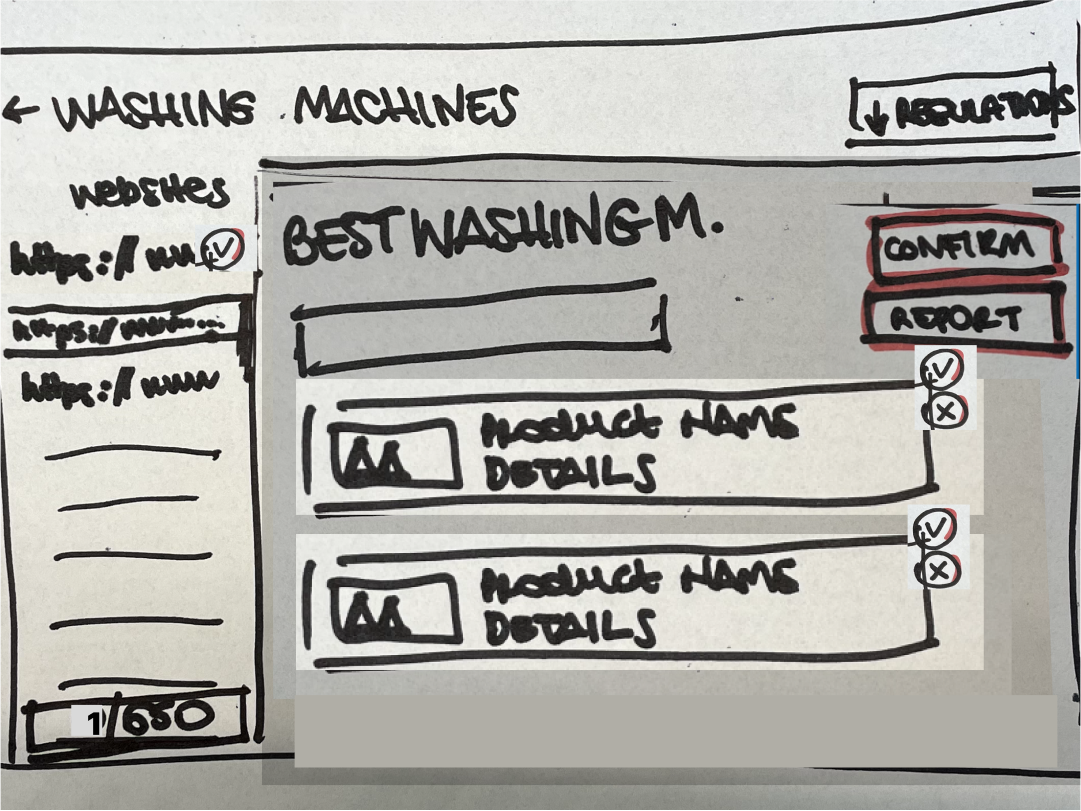 ← WASHING MACHINES
↓ REGULATIONS
Websites
https://www
https://www...
https://www
1/650
BEST WASHING M.
CONFIRM
REPORT
PRODUCT NAME
DETAILS
PRODUCT NAME
DETAILS